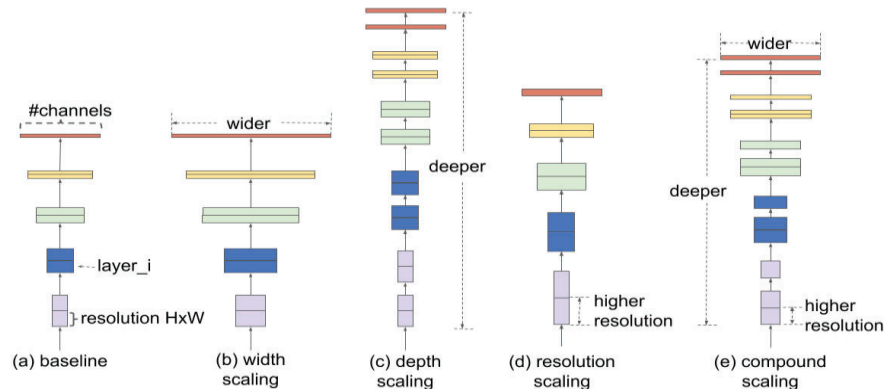 #channels
layer_i
resolution HxW
(a) baseline
wider
(b) width
scaling
deeper
(c) depth
scaling
higher
resolution
(d) resolution
scaling
wider
deeper
higher
resolution
(e) compound
scaling